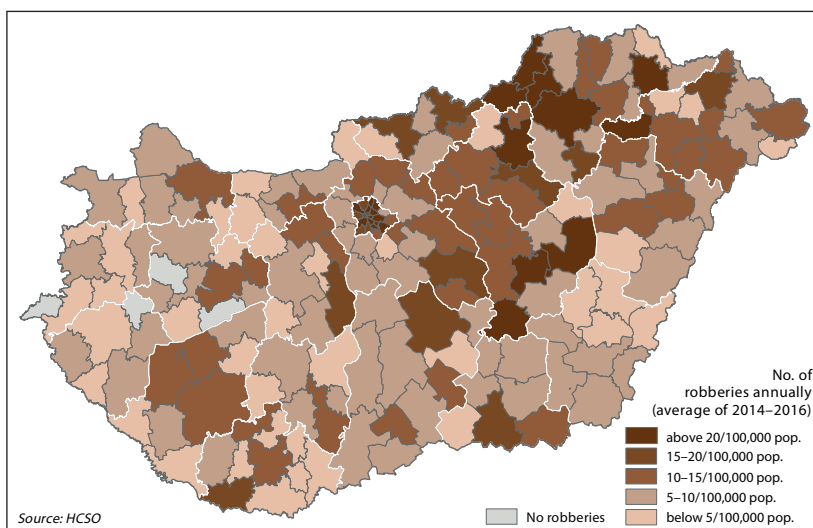 No. of
robberies annually
(average of 2014–2016)
above 20/100,000 pop.
15–20/100,000 pop.
10–15/100,000 pop.
5–10/100,000 pop.
below 5/100,000 pop.
No robberies
Source: HCSO